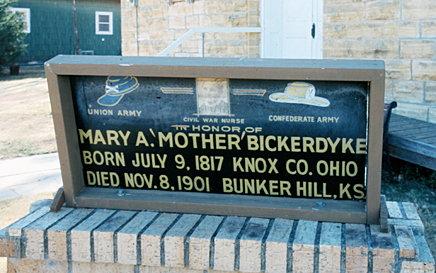 UNION ARMY
CIVIL WAR NURSE
CONFEDERATE ARMY
IN HONOR OF
MARY A. "MOTHER" BICKERDYKE
BORN JULY 9, 1817 KNOX CO. OHIO
DIED NOV. 8, 1901 BUNKER HILL, KS